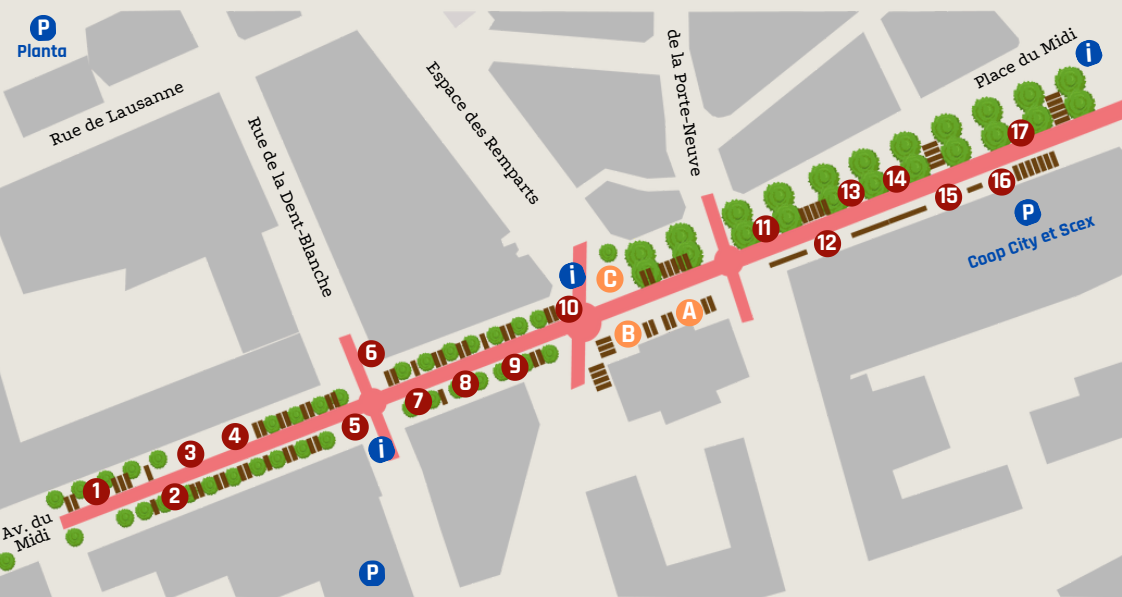 P
Planta
Rue de Lausanne
Rue de la Dent-Blanche
Espace des Remparts
de la Porte-Neuve
Place du Midi
i
17
16
15
14
13
12
11
P
Coop City et Scex
C
A
B
i
10
9
8
7
6
5
i
4
3
2
1
Av. du
Midi
P